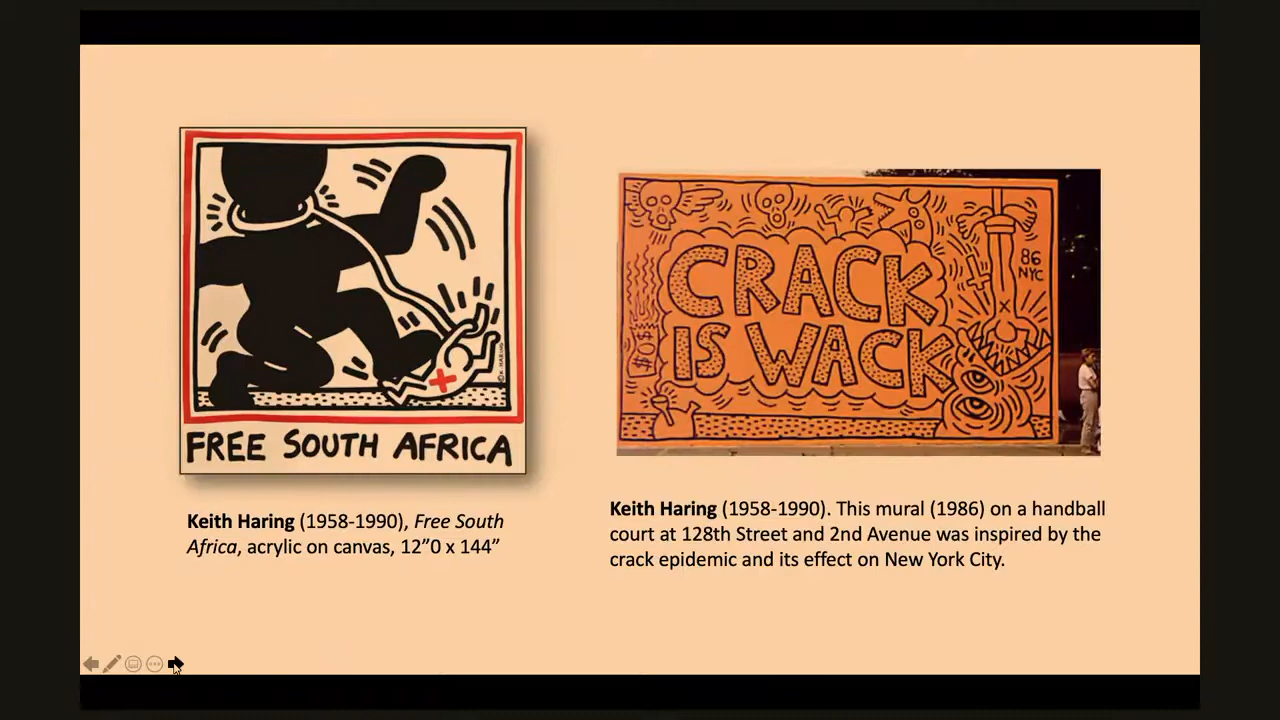 FREE SOUTH AFRICA
Keith Haring (1958-1990), Free South
Africa, acrylic on canvas, 12”0 x 144”
CRACK
IS WACK
86
NYC
$0$
Keith Haring (1958-1990). This mural (1986) on a handball
court at 128th Street and 2nd Avenue was inspired by the
crack epidemic and its effect on New York City.